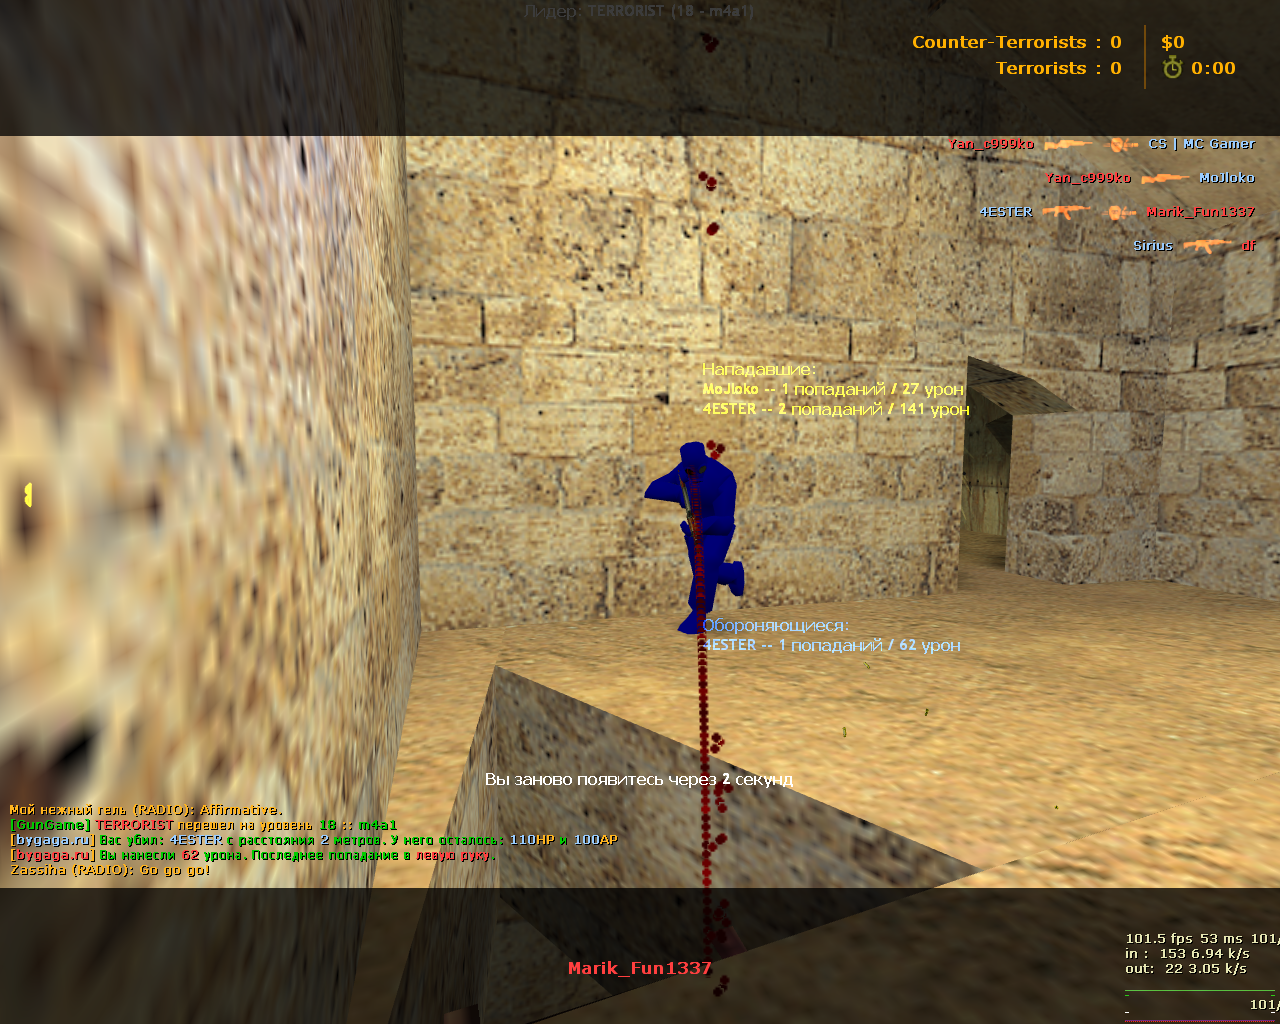 Лидер: TERRORIST (18 - m4a1)
Counter-Terrorists : 0 $0
Terrorists : 0 0:00
Yan_c999ko CS | MC Gamer
Yan_c999ko MoJloko
4ESTER Marik_Fun1337
Sirius df
Нападавшие:
MoJloko -- 1 попаданий / 27 урон
4ESTER -- 2 попаданий / 141 урон
Обороняющиеся:
4ESTER -- 1 попаданий / 62 урон
Вы заново появитесь через 2 секунд
Мой нежный гель (RADIO): Affirmative.
[GunGame] TERRORIST перешел на уровень 18 :: m4a1
[bygaga.ru] Вас убил: 4ESTER с расстояния 2 метров. У него осталось: 110HP и 100AP
[bygaga.ru] Вы нанесли 62 урона. Последнее попадание в левую руку.
Zassiha (RADIO): Go go go!
Marik_Fun1337
101.5 fps 53 ms 101/
in : 153 6.94 k/s
out: 22 3.05 k/s
101/